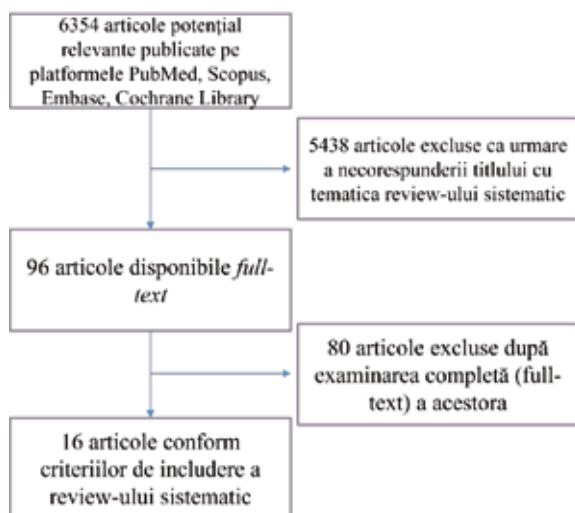 6354 articole potențial
relevante publicate pe
platformele PubMed, Scopus,
Embase, Cochrane Library
5438 articole excluse ca urmare
a necorespunderii titlului cu
tematica review-ului sistematic
96 articole disponibile full-
text
80 articole excluse după
examinarea completă (full-
text) a acestora
16 articole conform
criteriilor de includere a
review-ului sistematic